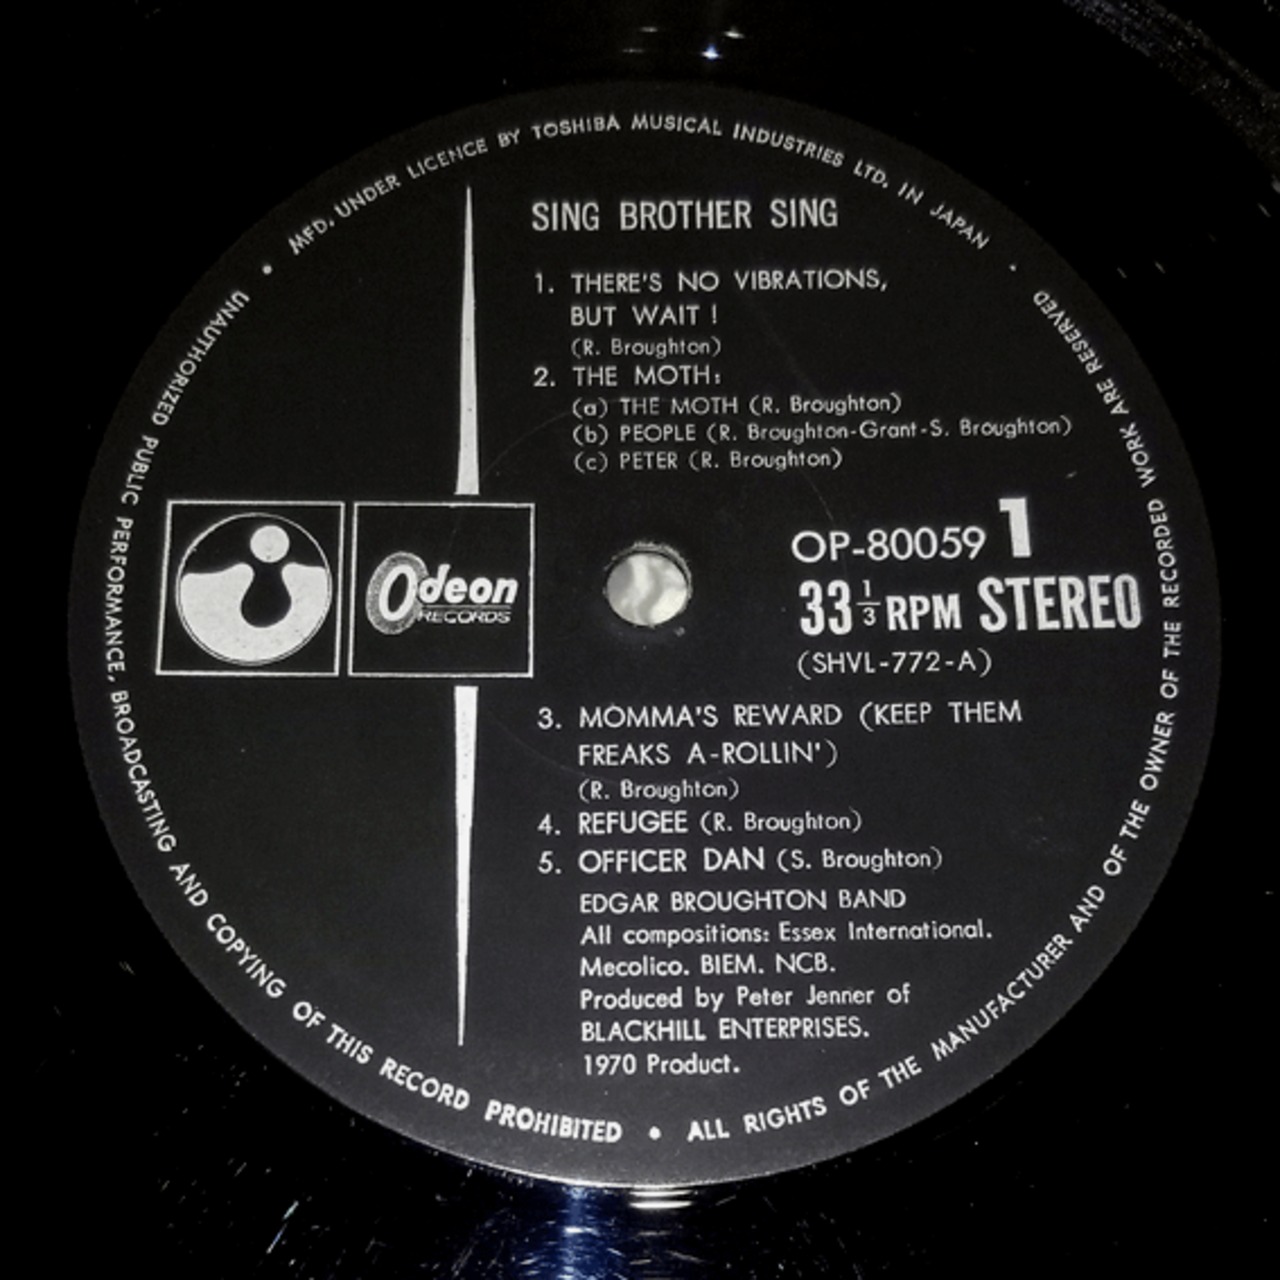 MFD. UNDER LICENCE BY TOSHIBA MUSICAL INDUSTRIES LTD. IN JAPAN •
SING BROTHER SING
1. THERE'S NO VIBRATIONS,
BUT WAIT !
(R. Broughton)
2. THE MOTH:
(a) THE MOTH (R. Broughton)
(b) PEOPLE (R. Broughton-Grant-S. Broughton)
(c) PETER (R. Broughton)
Odeon
RECORDS
OP-80059 1
33 1/3 RPM STEREO
(SHVL-772-A)
3. MOMMA'S REWARD (KEEP THEM
FREAKS A-ROLLIN')
(R. Broughton)
4. REFUGEE (R. Broughton)
5. OFFICER DAN (S. Broughton)
EDGAR BROUGHTON BAND
All compositions: Essex International.
Mecolico. BIEM. NCB.
Produced by Peter Jenner of
BLACKHILL ENTERPRISES.
1970 Product.
UNAUTHORIZED PUBLIC PERFORMANCE, BROADCASTING AND COPYING OF THIS RECORD PROHIBITED •
ALL RIGHTS OF THE MANUFACTURER AND OF THE OWNER OF THE RECORDED WORK ARE RESERVED